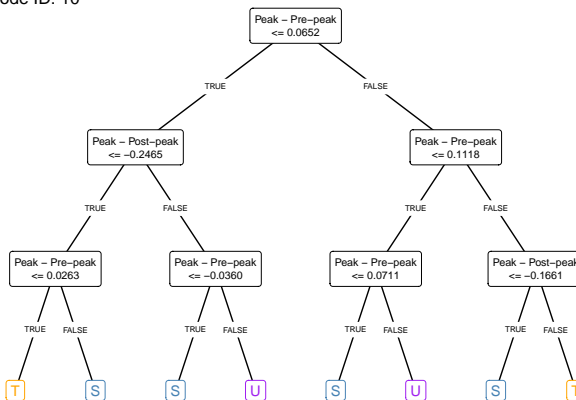 ode ID: 10
Peak − Pre−peak
<= 0.0652
TRUE
FALSE
Peak − Post−peak
<= −0.2465
Peak − Pre−peak
<= 0.1118
TRUE
FALSE
TRUE
FALSE
Peak − Pre−peak
<= 0.0263
Peak − Pre−peak
<= −0.0360
Peak − Pre−peak
<= 0.0711
Peak − Post−peak
<= −0.1661
TRUE
FALSE
TRUE
FALSE
TRUE
FALSE
TRUE
FALSE
T
S
S
U
S
U
S
T